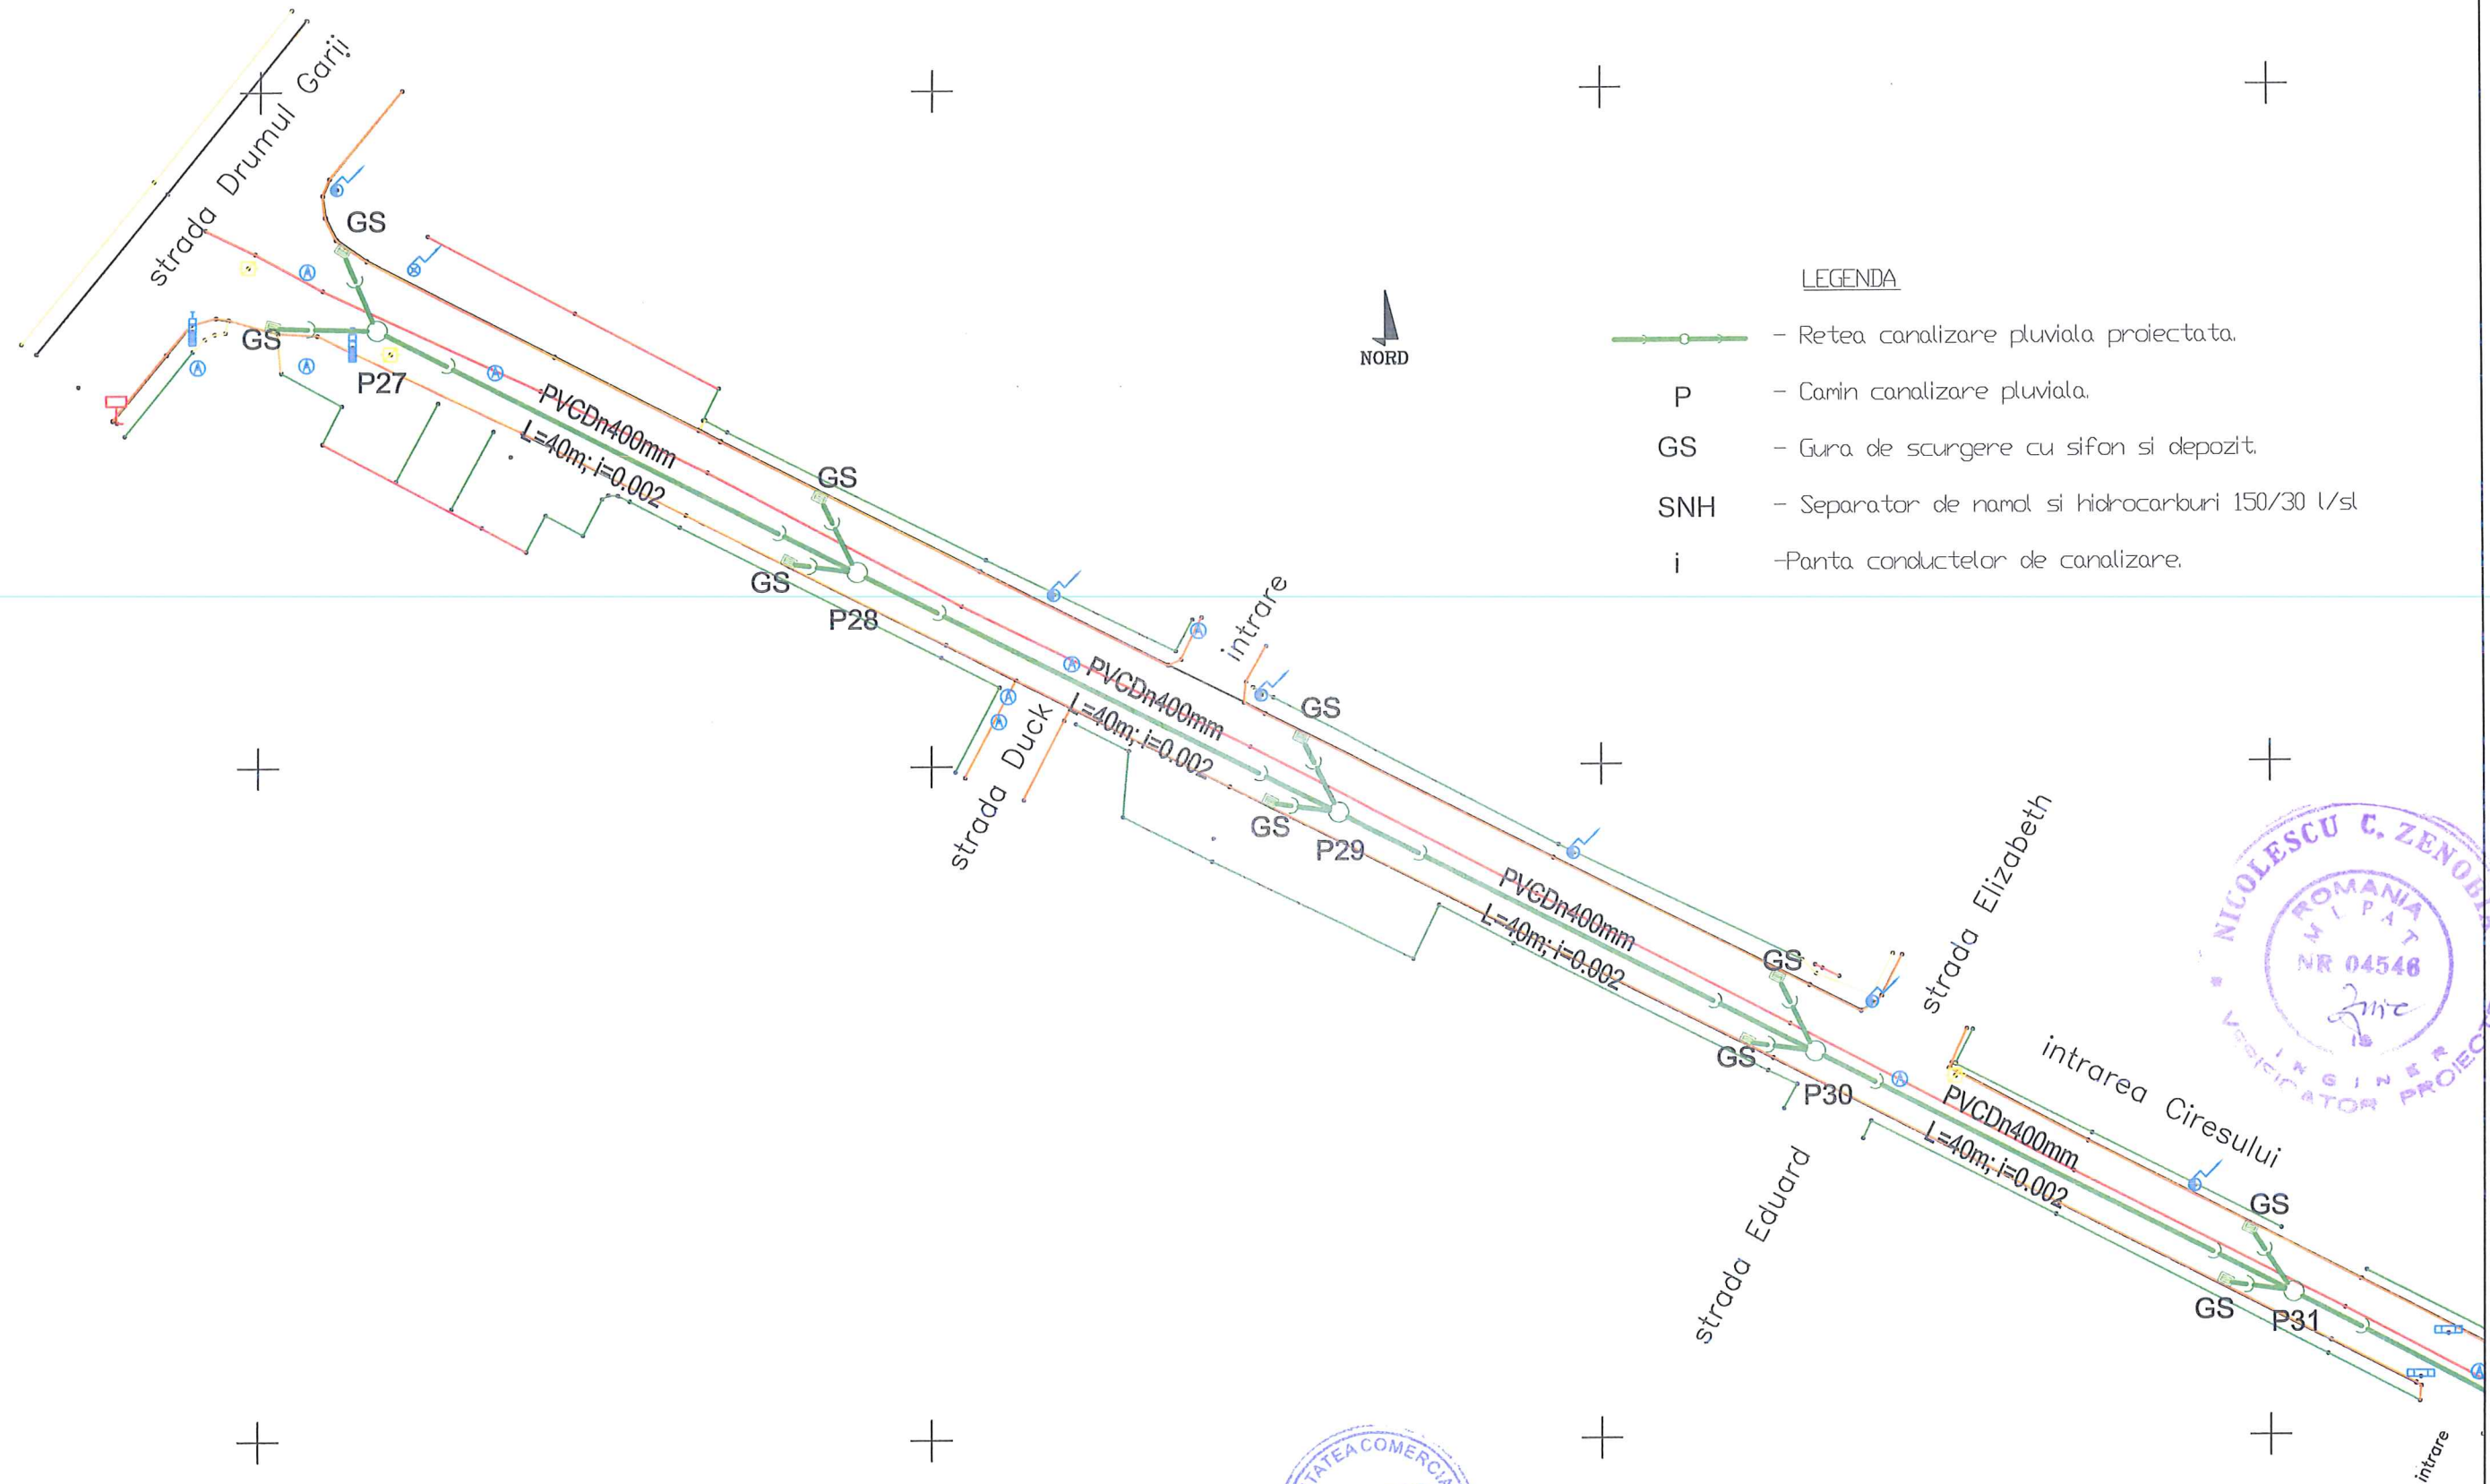 strada Drumul Garii
GS
GS
P27
PVCDn400mm
L=40m; i=0.002
GS
GS
P28
NORD
LEGENDA
- Retea canalizare pluviala proiectata.
P - Camin canalizare pluviala.
GS - Gura de scurgere cu sifon si depozit.
SNH - Separator de namol si hidrocarburi 150/30 l/sl
i -Panta conductelor de canalizare.
intrare
PVCDn400mm
L=40m; i=0.002
strada Duck
GS
GS
P29
PVCDn400mm
L=40m; i=0.002
strada Elizabeth
GS
GS
P30
strada Eduard
intrarea Ciresului
PVCDn400mm
L=40m; i=0.002
GS
GS
P31
intrare
NICOLESCU C. ZENOBI
ROMANIA
M I P A T
NR 04546
INGINER
PROIECT
TATEA COMERCIA